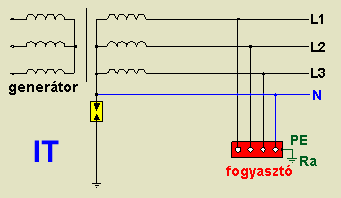 L1
L2
L3
generátor
N
IT
PE
Ra
fogyasztó